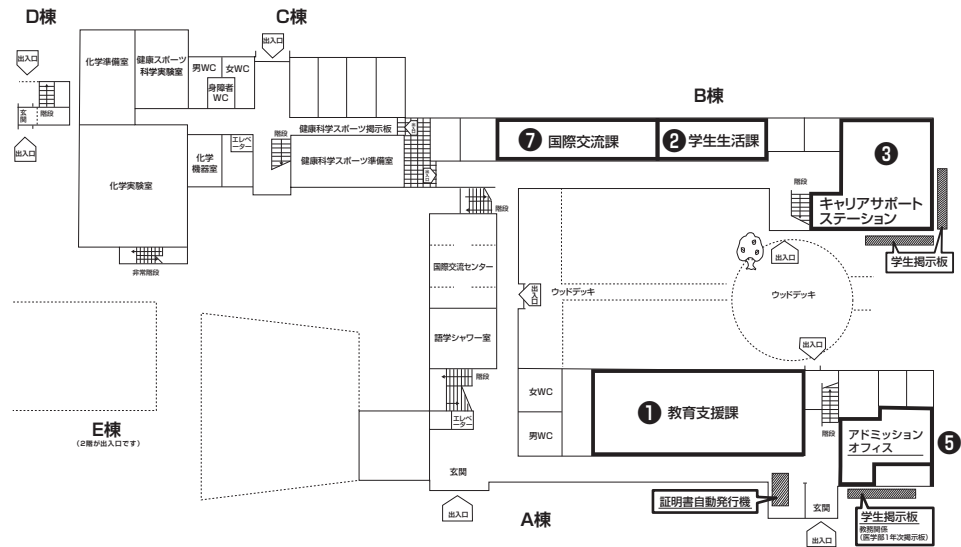 D棟
C棟
出入口
出入口
化学準備室
健康スポーツ
科学実験室
男WC
女WC
身障者
WC
玄関
階段
出入口
B棟
健康科学スポーツ掲示板
出入口
❼ 国際交流課
❷ 学生生活課
❸
化学
機器室
エレ
ベーター
階段
健康科学スポーツ準備室
出入口
化学実験室
階段
キャリアサポート
ステーション
階段
非常階段
学生掲示板
出入口
国際交流センター
出入口
ウッドデッキ
ウッドデッキ
語学シャワー室
出入口
階段
E棟
(2階が出入口です)
エレ
ベーター
女WC
男WC
❶ 教育支援課
階段
アドミッション
オフィス
❺
玄関
証明書自動発行機
玄関
出入口
A棟
出入口
学生掲示板
教務関係
(医学部1年次掲示板)